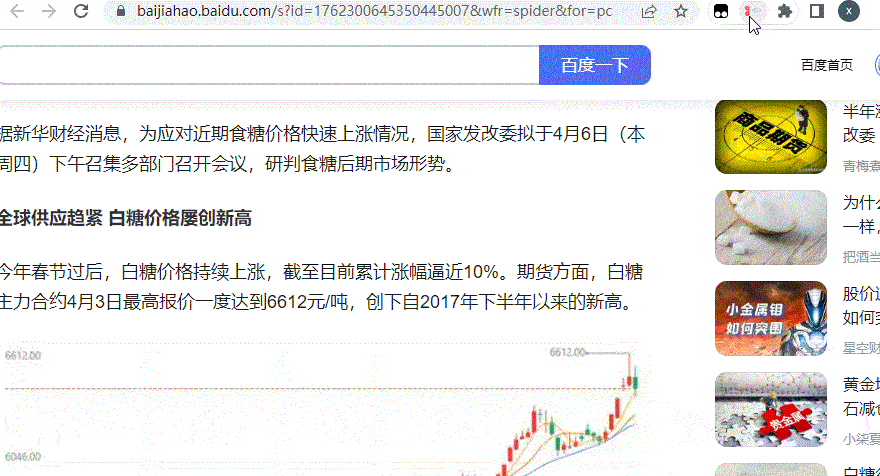 baijiahao.baidu.com/s?id=1762300645350445007&wfr=spider&for=pc
X
百度一下
百度首页
据新华财经消息，为应对近期食糖价格快速上涨情况，国家发改委拟于4月6日（本
周四）下午召集多部门召开会议，研判食糖后期市场形势。
全球供应趋紧 白糖价格屡创新高
今年春节过后，白糖价格持续上涨，截至目前累计涨幅逼近10%。期货方面，白糖
主力合约4月3日最高报价一度达到6612元/吨，创下自2017年下半年以来的新高。
6612.00
6612.00
6046.00
商品期货
半年
改委
青梅煮
为什么
一样，
把酒当
小金属钼
如何突围
股价
如何突
星空财
贵金属
黄金
石减
小柒夏
白糖